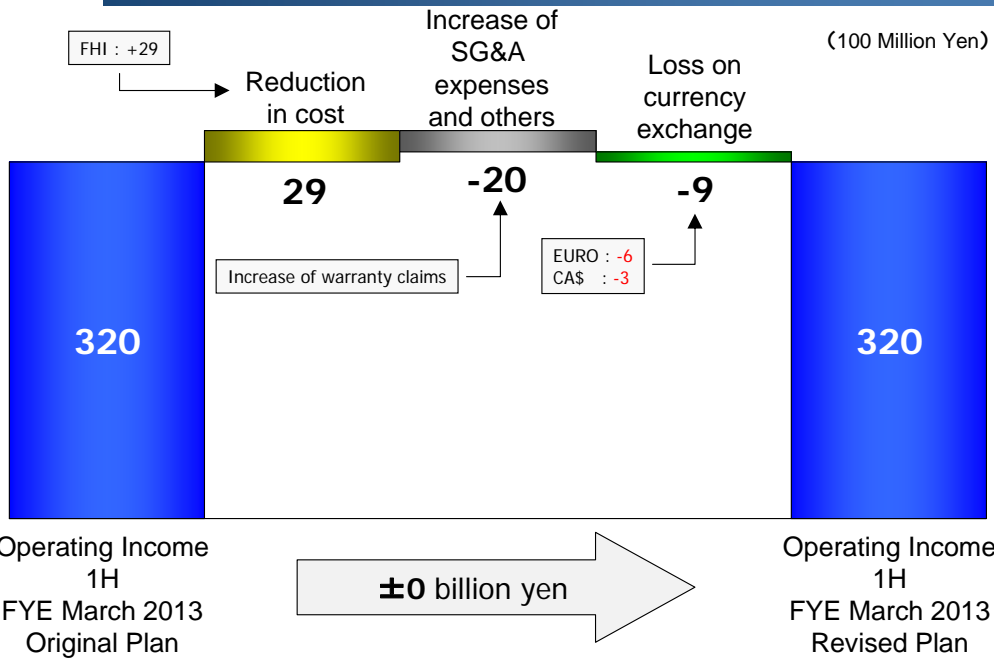 (100 Million Yen)
FHI : +29
Reduction
in cost
Increase of
SG&A
expenses
and others
Loss on
currency
exchange
29
-20
-9
Increase of warranty claims
EURO : -6
CA$ : -3
320
320
Operating Income
1H
FYE March 2013
Original Plan
±0 billion yen
Operating Income
1H
FYE March 2013
Revised Plan